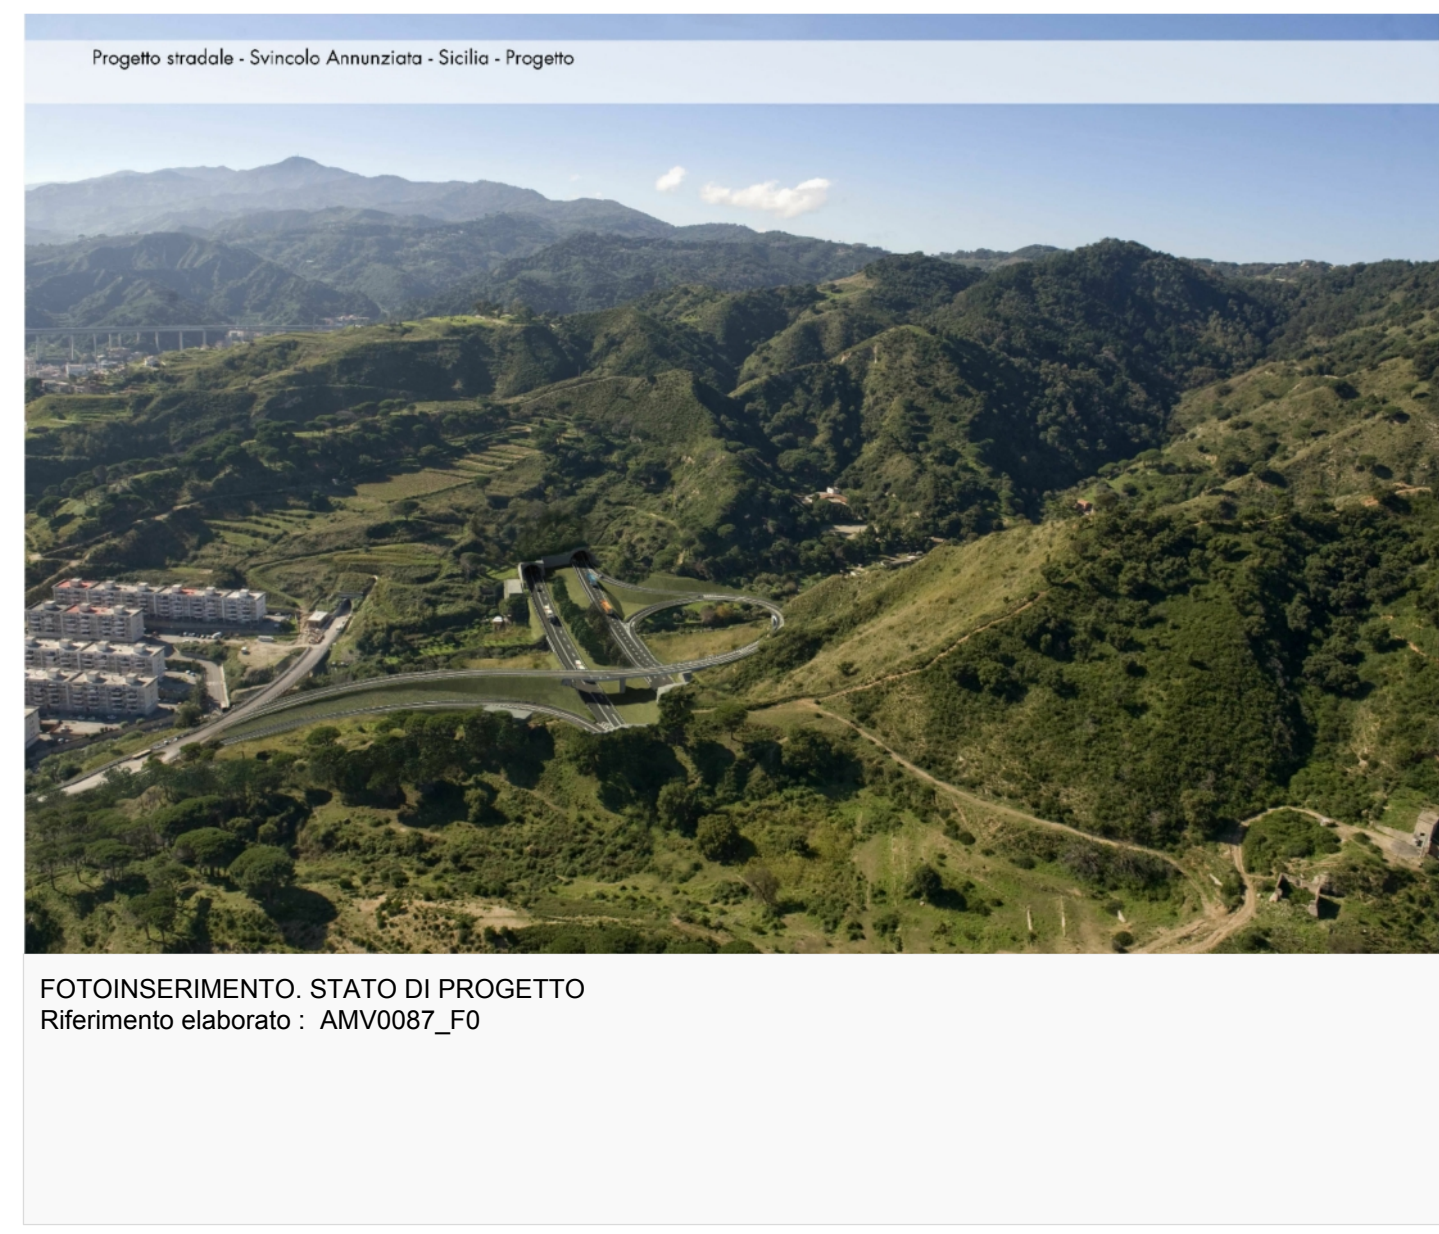 Progetto stradale - Svincolo Annunziata - Sicilia - Progetto
FOTOINSERIMENTO. STATO DI PROGETTO
Riferimento elaborato : AMV0087_F0